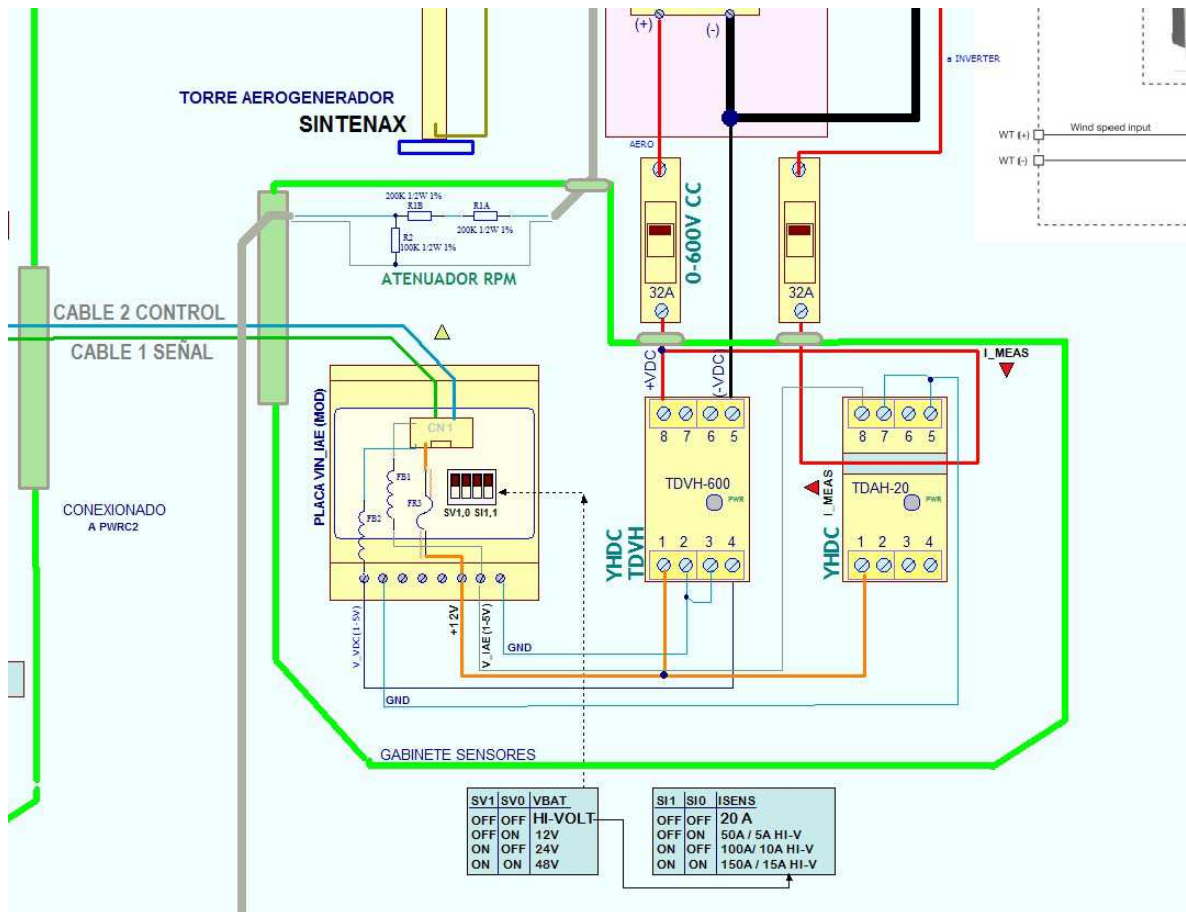 (+)
(-)
a INVERTER
TORRE AEROGENERADOR
SINTENAX
WT (+)
Wind speed input
WT (-)
AERO
200K 1/2W 1%
R1B
R1A
200K 1/2W 1%
R2
100K 1/2W 1%
ATENUADOR RPM
0-600V CC
32A
32A
CABLE 2 CONTROL
CABLE 1 SEÑAL
+VDC
(-VDC
I_MEAS
PLACA VIN_IAE (MOD)
CN1
8 7 6 5
8 7 6 5
FB1
FB2
FR3
SV1,0 SI1,1
TDVH-600
PWR
I_MEAS
TDAH-20
PWR
CONEXIONADO
A PWRC2
YHDC
TDVH
1 2 3 4
YHDC
1 2 3 4
V_VDC(1-5V)
+12V
V_IAE(1-5V)
GND
GND
GABINETE SENSORES
SV1 SV0 VBAT
OFF OFF HI-VOLT
OFF ON 12V
ON OFF 24V
ON ON 48V
SI1 SI0 ISENS
OFF OFF 20 A
OFF ON 50A / 5A HI-V
ON OFF 100A/ 10A HI-V
ON ON 150A / 15A HI-V